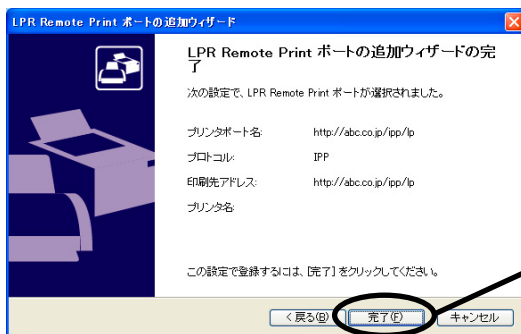 LPR Remote Print ポートの追加ウィザード
LPR Remote Print ポートの追加ウィザードの完
了
次の設定で、LPR Remote Print ポートが選択されました。
プリンタポート名: http://abc.co.jp/ipp/lp
プロトコル: IPP
印刷先アドレス: http://abc.co.jp/ipp/lp
プリンタ名:
この設定で登録するには、[完了]をクリックしてください。
< 戻る(B) 完了(F) キャンセル